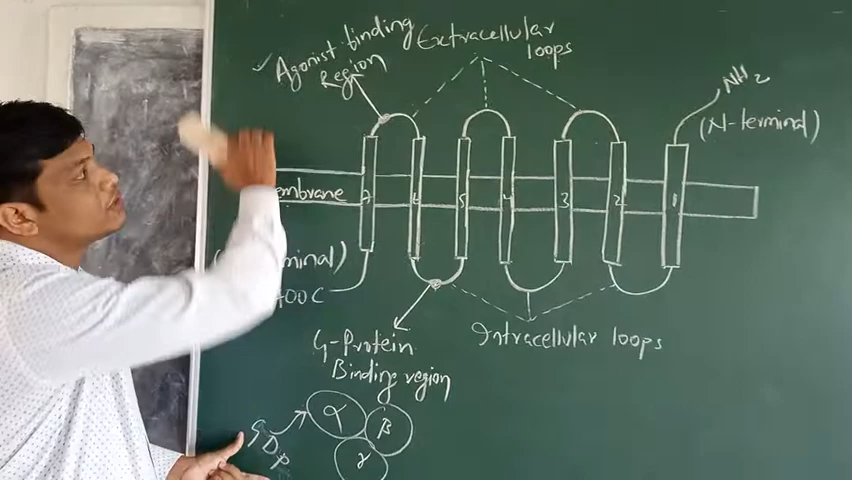 Agonist binding
Region
Extracellular
loops
NH2
(N-terminal)
embrane
7 6 5 4 3 2 1
minal)
OOC
G-Protein
Binding region
Intracellular loops
GDP
α
β
γ